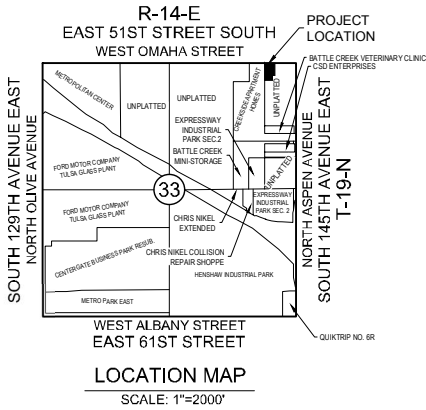 R-14-E
EAST 51ST STREET SOUTH
WEST OMAHA STREET
PROJECT
LOCATION
SOUTH 129TH AVENUE EAST
NORTH OLIVE AVENUE
METROPOLITAN CENTER
UNPLATTED
UNPLATTED
CREEKSIDE APARTMENT
HOMES
UNPLATTED
BATTLE CREEK VETERINARY CLINIC
CSD ENTERPRISES
EXPRESSWAY
INDUSTRIAL
PARK SEC.2
BATTLE CREEK
MINI-STORAGE
UNPLATTED
FORD MOTOR COMPANY
TULSA GLASS PLANT
33
FORD MOTOR COMPANY
TULSA GLASS PLANT
EXPRESSWAY
INDUSTRIAL
PARK SEC. 2
CHRIS NIKEL
EXTENDED
CHRIS NIKEL COLLISION
REPAIR SHOPPE
CENTERGATE BUSINESS PARK RESUB.
HENSHAW INDUSTRIAL PARK
METRO PARK EAST
NORTH ASPEN AVENUE
SOUTH 145TH AVENUE EAST
T-19-N
WEST ALBANY STREET
EAST 61ST STREET
QUIKTRIP NO. 6R
LOCATION MAP
SCALE: 1"=2000'